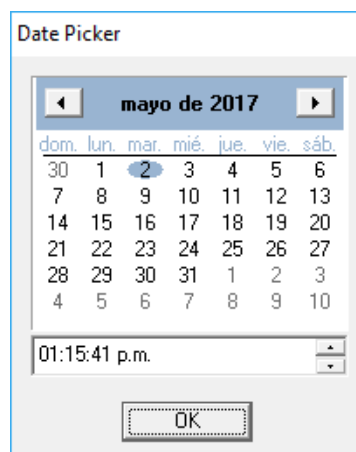 Date Picker
mayo de 2017
dom. lun. mar. mié. jue. vie. sáb.
30 1 2 3 4 5 6
7 8 9 10 11 12 13
14 15 16 17 18 19 20
21 22 23 24 25 26 27
28 29 30 31 1 2 3
4 5 6 7 8 9 10
01:15:41 p.m.
OK